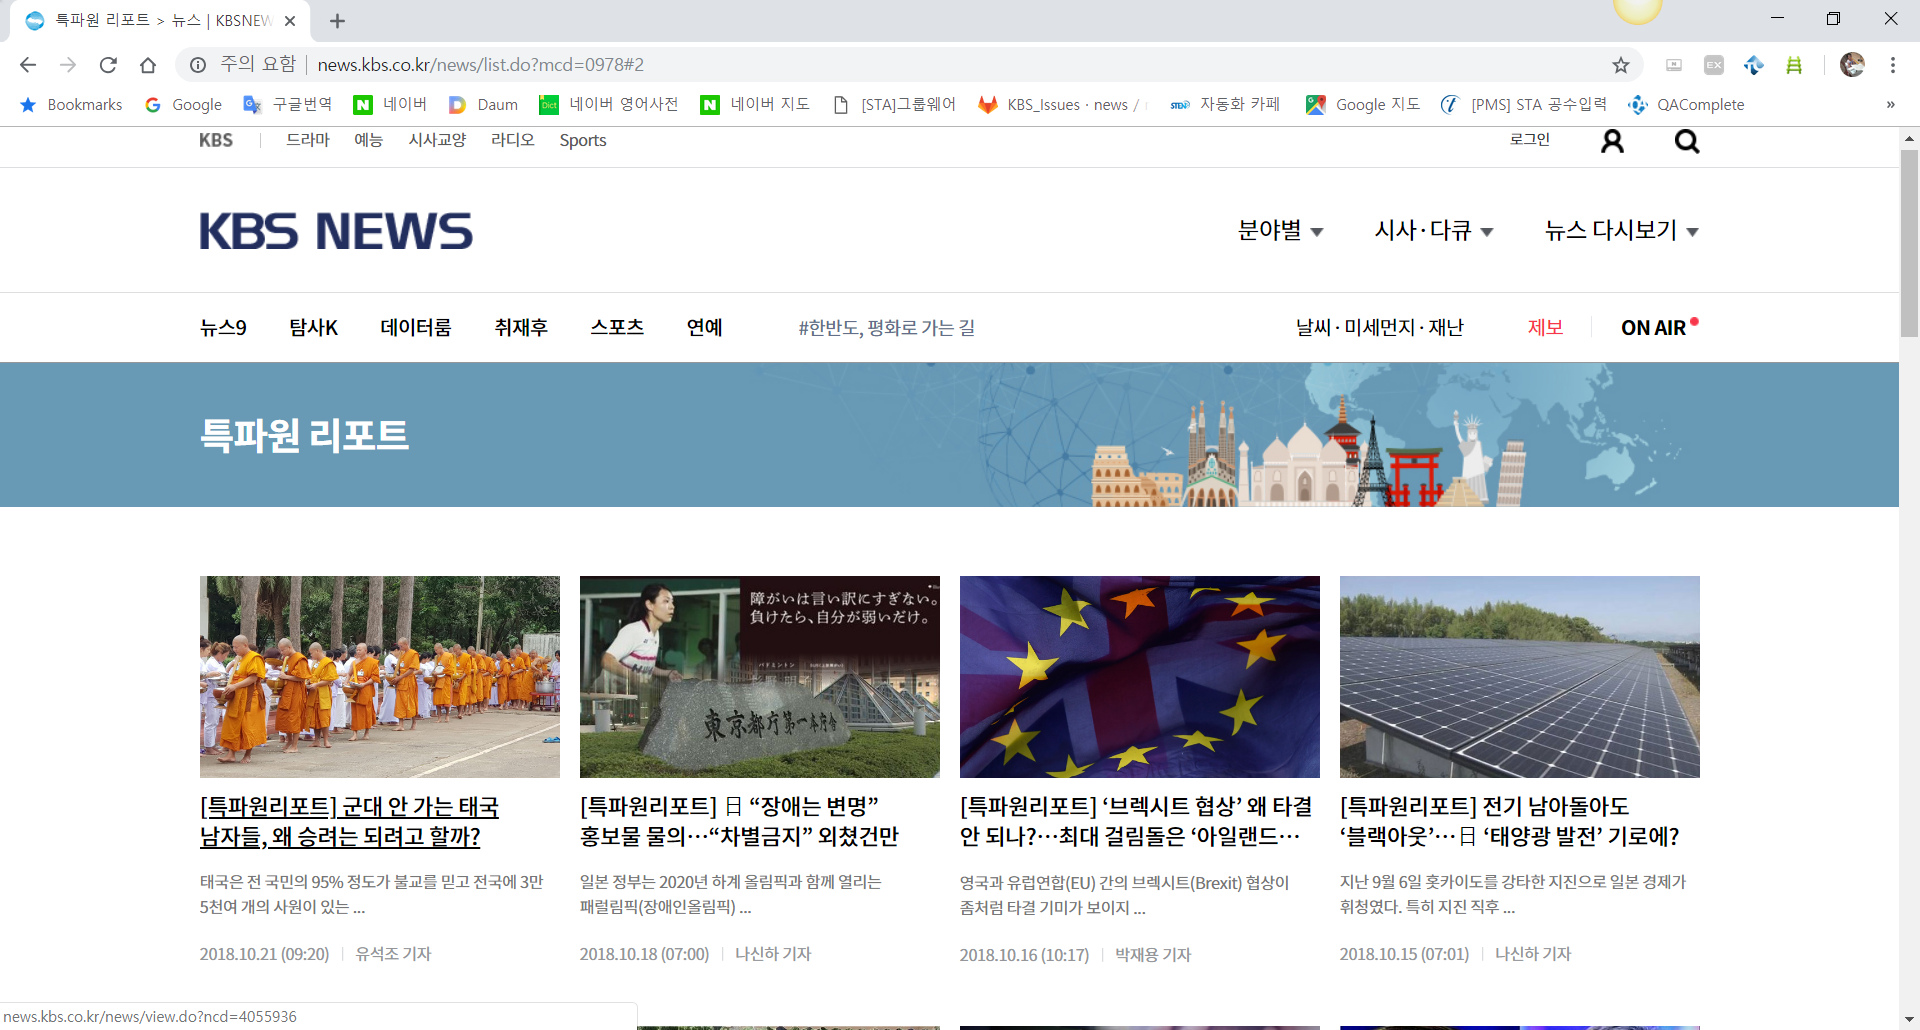 특파원 리포트 > 뉴스 | KBSNEW
주의 요함 | news.kbs.co.kr/news/list.do?mcd=0978#2
Bookmarks Google 구글번역 네이버 Daum 네이버 영어사전 네이버 지도 [STA]그룹웨어 KBS_Issues · news / 자동화 카페 Google 지도 [PMS] STA 공수입력 QAComplete »
KBS 드라마 예능 시사교양 라디오 Sports 로그인
KBS NEWS 분야별 시사·다큐 뉴스 다시보기
뉴스9 탐사K 데이터룸 취재후 스포츠 연예 #한반도, 평화로 가는 길 날씨·미세먼지·재난 제보 ON AIR
특파원 리포트
障がいは言い訳にすぎない。
負けたら、自分が弱いだけ。
バドミントン
東京都庁第一本庁舎
[특파원리포트] 군대 안 가는 태국
남자들, 왜 승려는 되려고 할까?
태국은 전 국민의 95% 정도가 불교를 믿고 전국에 3만
5천여 개의 사원이 있는 ...
2018.10.21 (09:20) | 유석조 기자
[특파원리포트] 日 “장애는 변명”
홍보물 물의…“차별금지” 외쳤건만
일본 정부는 2020년 하계 올림픽과 함께 열리는
패럴림픽(장애인올림픽) ...
2018.10.18 (07:00) | 나신하 기자
[특파원리포트] ‘브렉시트 협상’ 왜 타결
안 되나?…최대 걸림돌은 ‘아일랜드…
영국과 유럽연합(EU) 간의 브렉시트(Brexit) 협상이
좀처럼 타결 기미가 보이지 ...
2018.10.16 (10:17) | 박재용 기자
[특파원리포트] 전기 남아돌아도
‘블랙아웃’…日 ‘태양광 발전’ 기로에?
지난 9월 6일 홋카이도를 강타한 지진으로 일본 경제가
휘청였다. 특히 지진 직후 ...
2018.10.15 (07:01) | 나신하 기자
news.kbs.co.kr/news/view.do?ncd=4055936